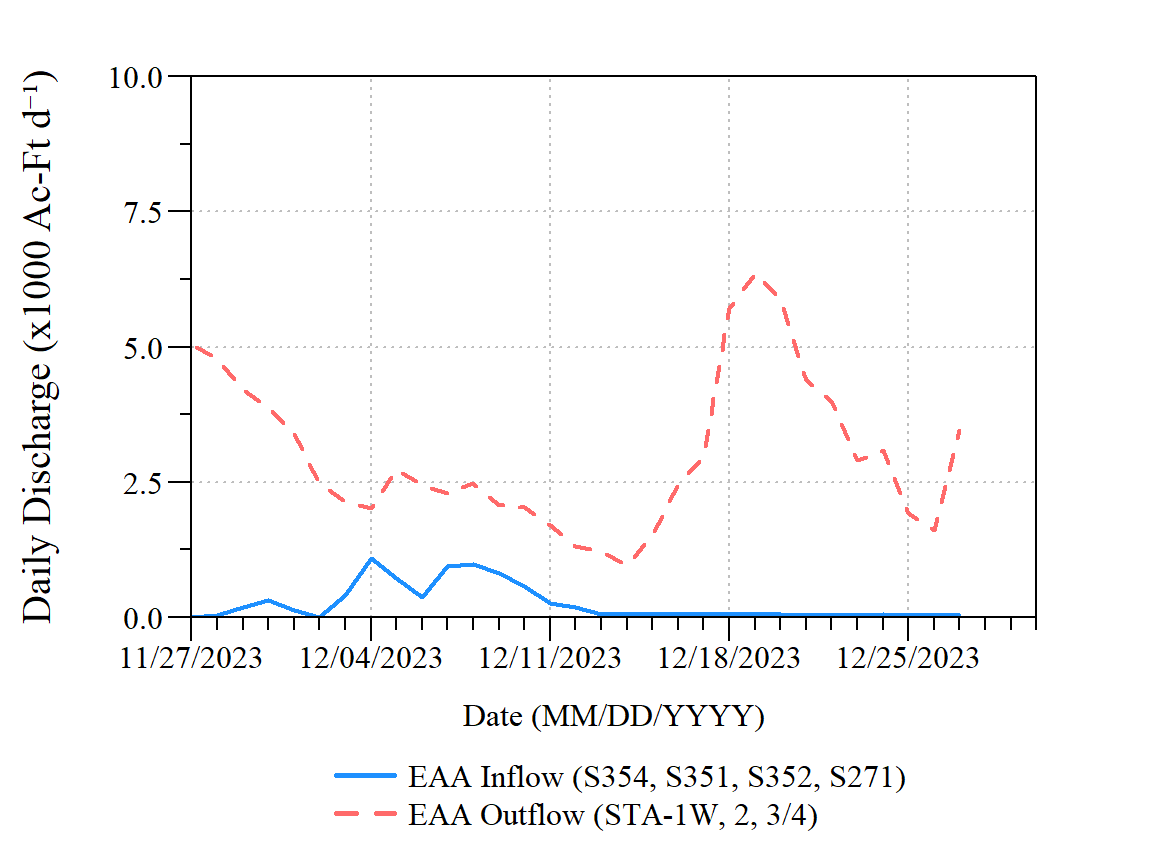 Daily Discharge (x1000 Ac-Ft d⁻¹)
10.0
7.5
5.0
2.5
0.0
11/27/2023 12/04/2023 12/11/2023 12/18/2023 12/25/2023
Date (MM/DD/YYYY)
EAA Inflow (S354, S351, S352, S271)
EAA Outflow (STA-1W, 2, 3/4)